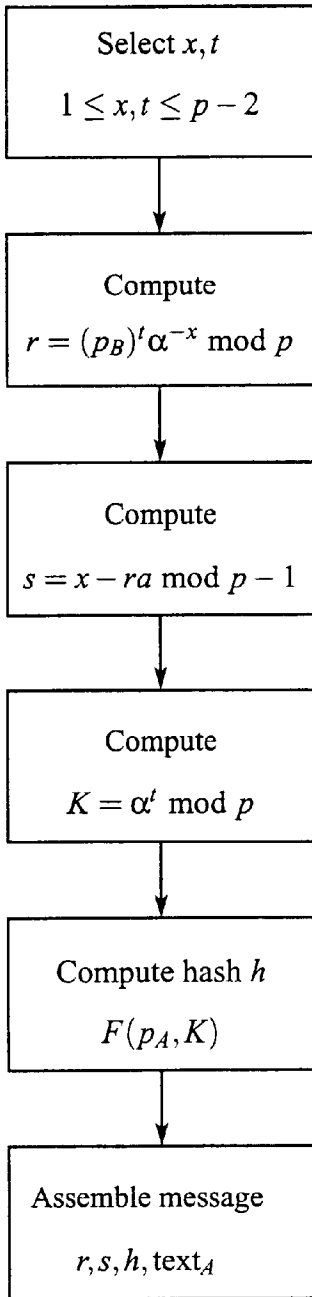 Select x, t
1 ≤ x, t ≤ p − 2
Compute
r = (p_B)^t α^{−x} mod p
Compute
s = x − ra mod p − 1
Compute
K = α^t mod p
Compute hash h
F(p_A, K)
Assemble message
r, s, h, text_A